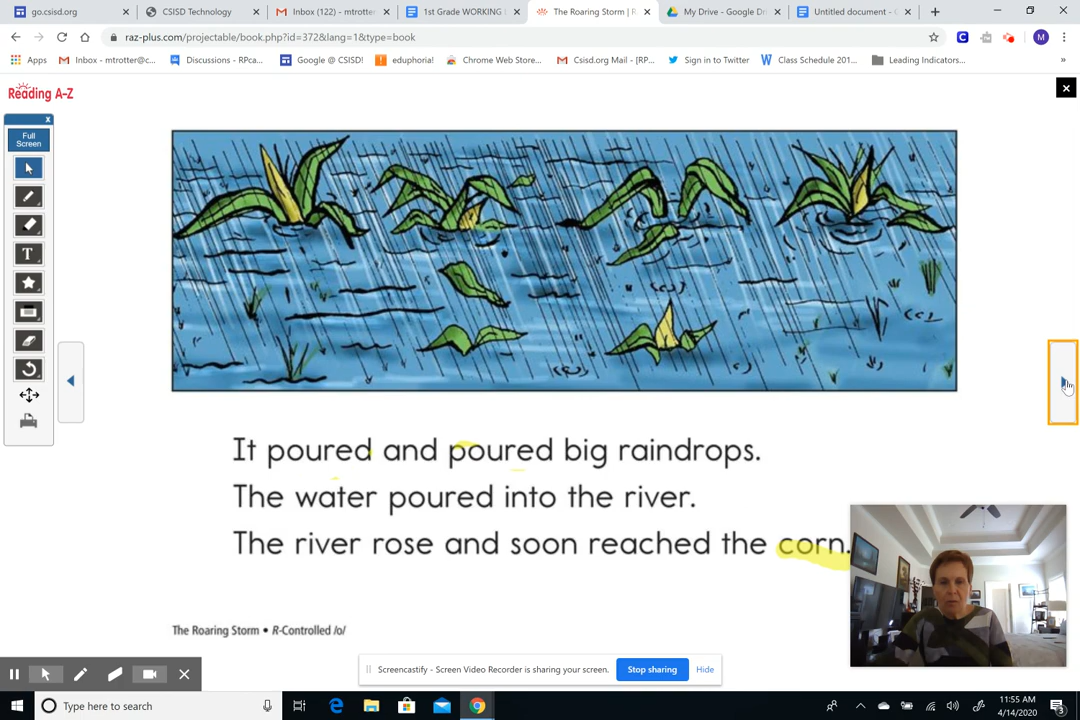 go.csisd.org
CSISD Technology
Inbox (122) - mtrotter
1st Grade WORKING
The Roaring Storm | R
My Drive - Google Dr
Untitled document - G
raz-plus.com/projectable/book.php?id=372&lang=1&type=book
M
Apps
Inbox - mtrotter@c...
Discussions - RPca...
Google @ CSISD!
eduphoria!
Chrome Web Store...
Csisd.org Mail - [RP...
Sign in to Twitter
Class Schedule 201...
Leading Indicators...
Reading A-Z
x
Full
Screen
T
It poured and poured big raindrops.
The water poured into the river.
The river rose and soon reached the corn.
The Roaring Storm • R-Controlled /o/
Screencastify - Screen Video Recorder is sharing your screen.
Stop sharing
Hide
Type here to search
11:55 AM
4/14/2020
3